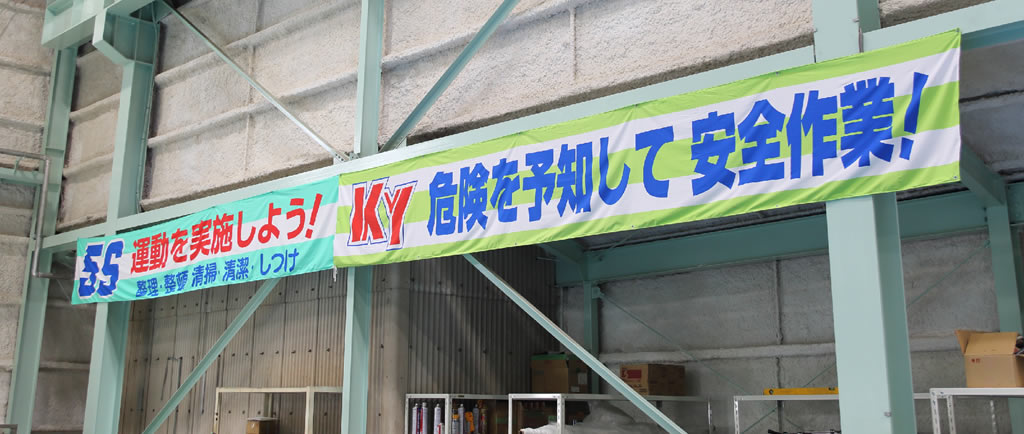 5S 運動を実施しよう!
整理・整頓・清掃・清潔・しつけ
KY 危険を予知して 安全作業!